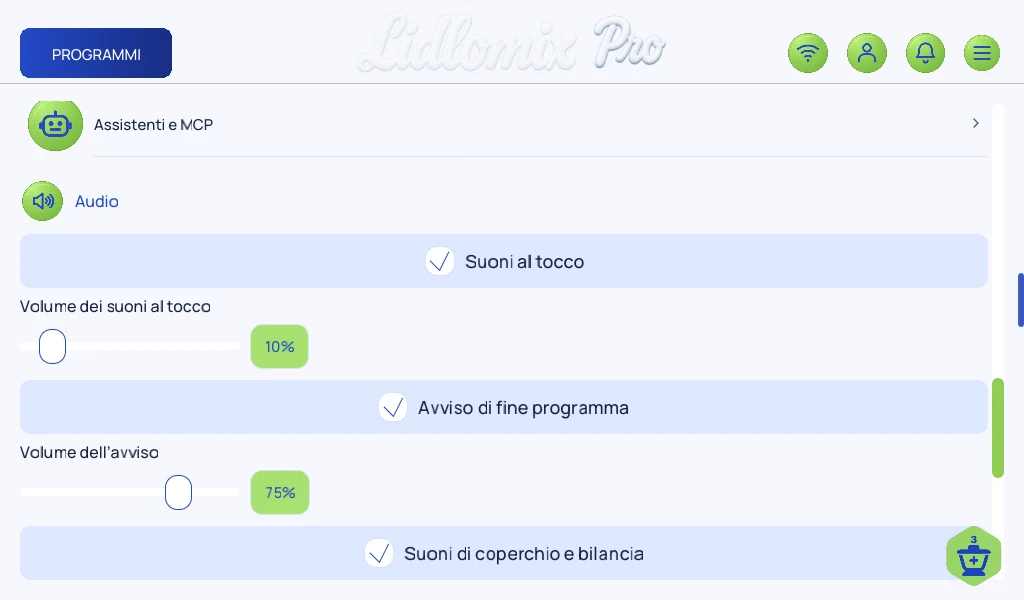 PROGRAMMI
Lidlomix Pro
Assistenti e MCP
Audio
Suoni al tocco
Volume dei suoni al tocco
10%
Avviso di fine programma
Volume dell'avviso
75%
Suoni di coperchio e bilancia
3